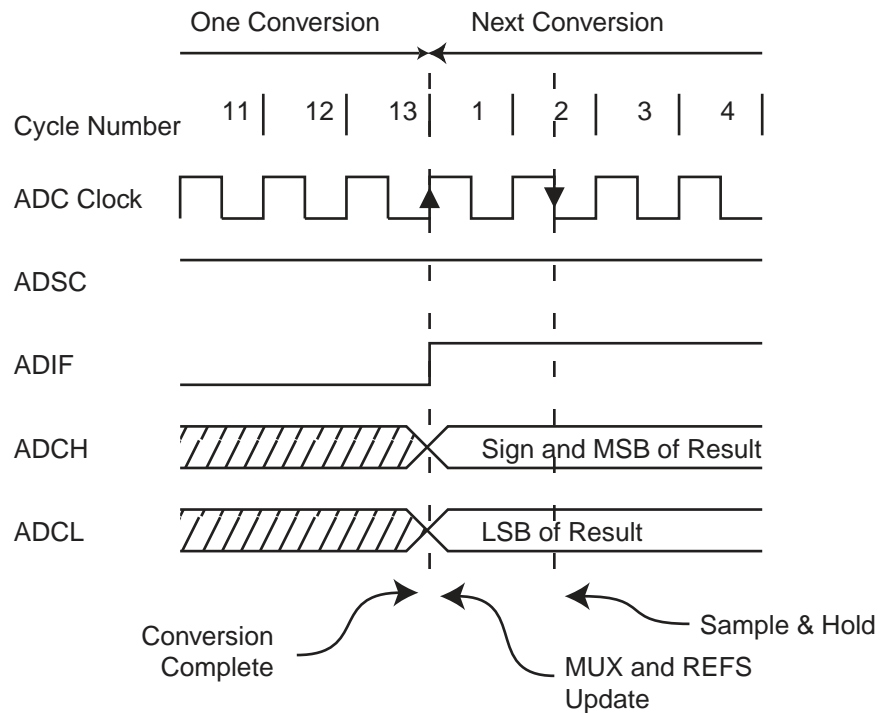 One Conversion Next Conversion
Cycle Number 11 12 13 1 2 3 4
ADC Clock
ADSC
ADIF
ADCH Sign and MSB of Result
ADCL LSB of Result
Conversion
Complete
MUX and REFS
Update
Sample & Hold